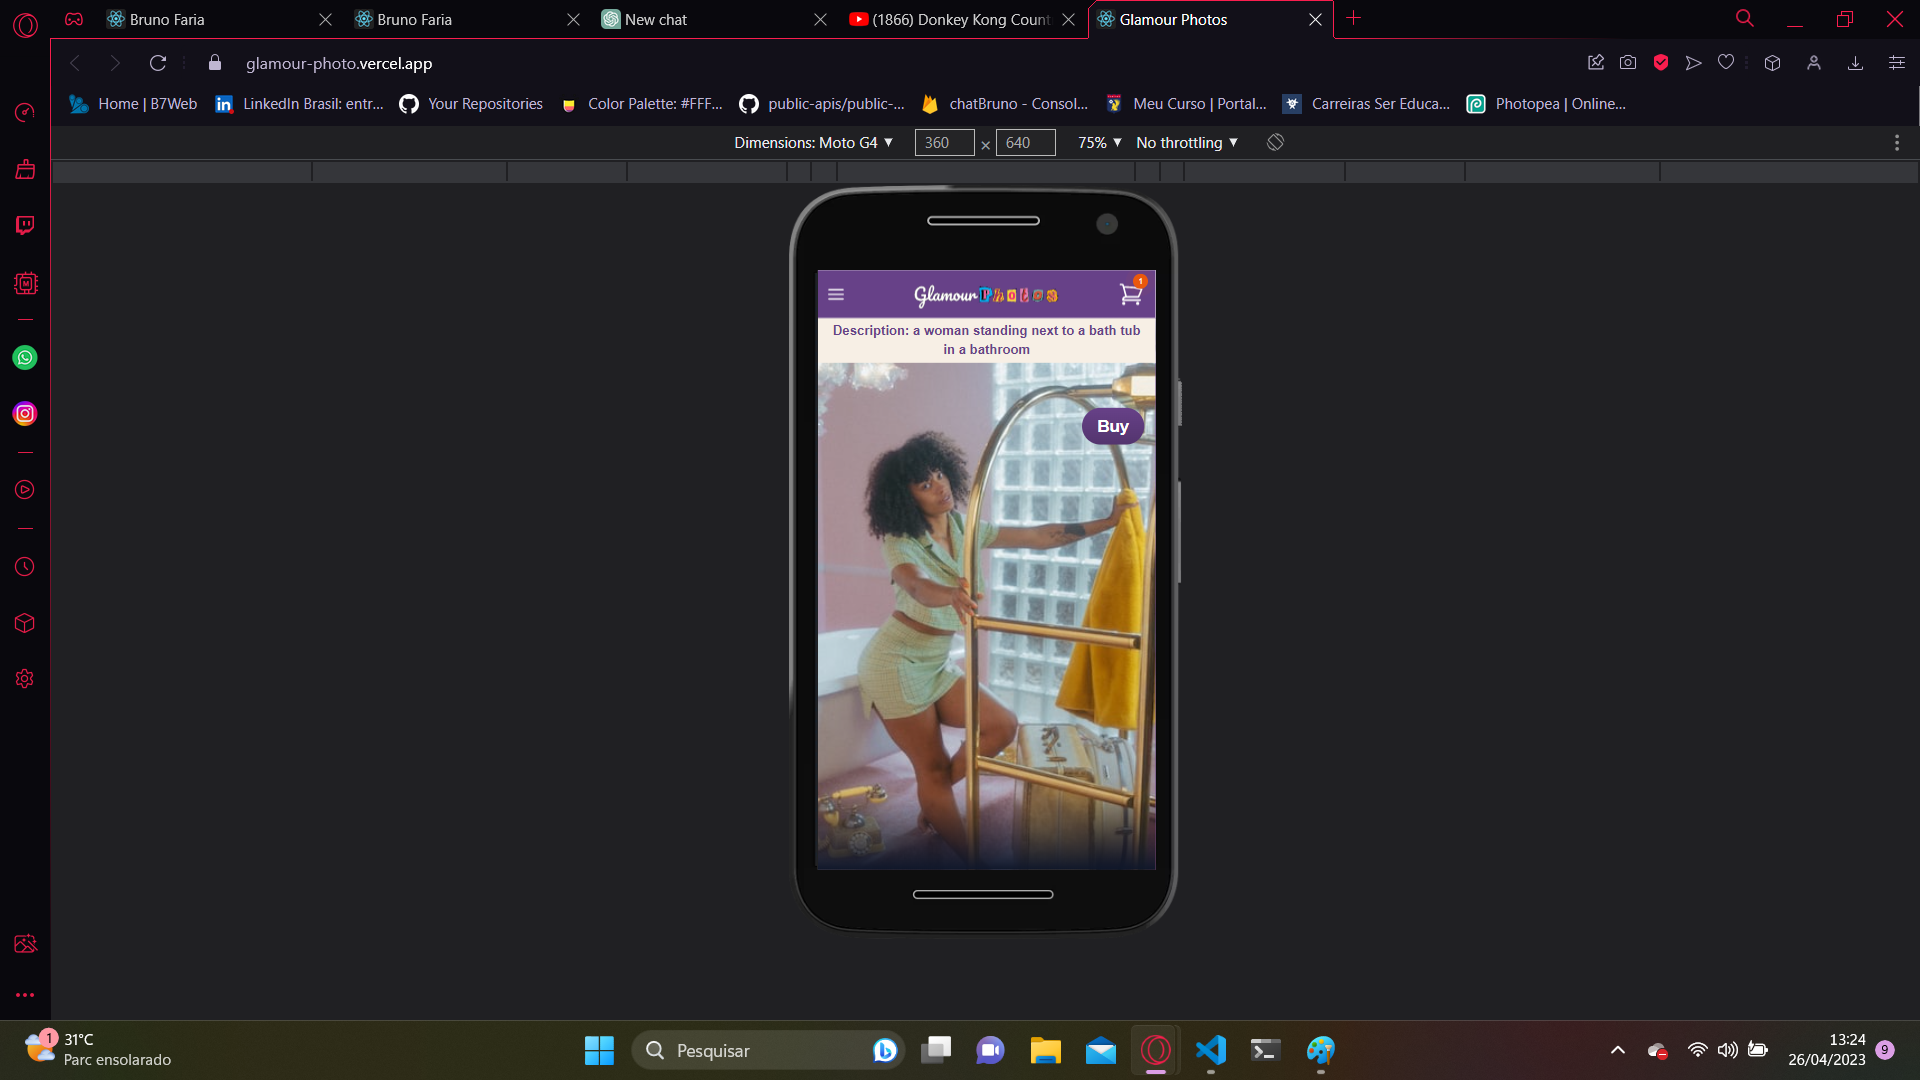 Bruno Faria
Bruno Faria
New chat
(1866) Donkey Kong Count
Glamour Photos
glamour-photo.vercel.app
Home | B7Web
LinkedIn Brasil: entr...
Your Repositories
Color Palette: #FFF...
public-apis/public-...
chatBruno - Consol...
Meu Curso | Portal...
Carreiras Ser Educa...
Photopea | Online...
Dimensions: Moto G4 ▼
360
×
640
75% ▼
No throttling ▼
Glamour Photos
1
Description: a woman standing next to a bath tub
in a bathroom
Buy
1
31°C
Parc ensolarado
Pesquisar
13:24
26/04/2023
9